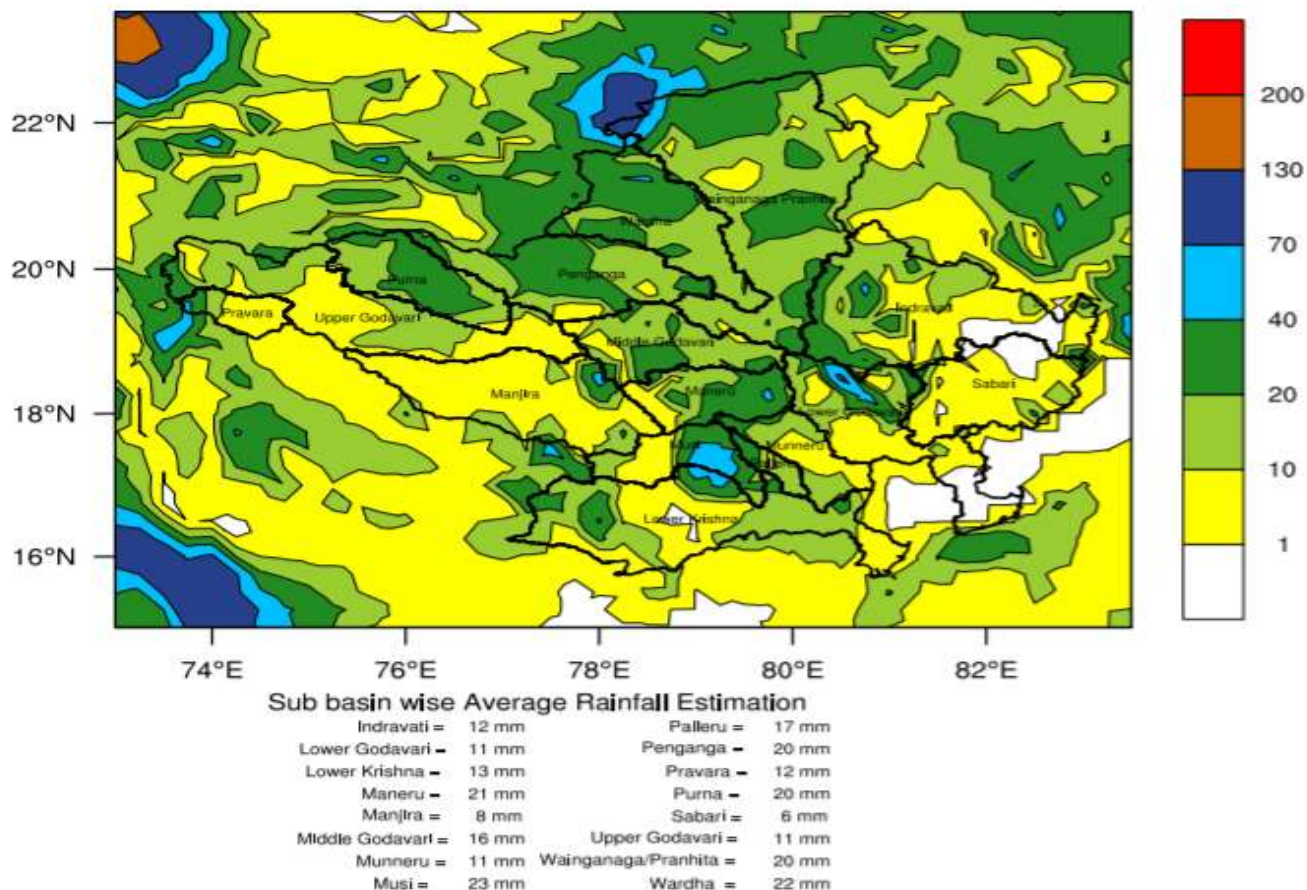 22°N
20°N
18°N
16°N
74°E 76°E 78°E 80°E 82°E
200
130
70
40
20
10
1
Wainganaga Pranhita
Wardha
Penganga
Purna
Pravara
Upper Godavari
Indravati
Middle Godavari
Manjira
Maneru
Sabari
Lower Godavari
Musi
Munneru
Palleru
Lower Krishna
Sub basin wise Average Rainfall Estimation
Indravati = 12 mm Palleru = 17 mm
Lower Godavari = 11 mm Penganga = 20 mm
Lower Krishna = 13 mm Pravara = 12 mm
Maneru = 21 mm Purna = 20 mm
Manjira = 8 mm Sabari = 6 mm
Middle Godavari = 16 mm Upper Godavari = 11 mm
Munneru = 11 mm Wainganaga/Pranhita = 20 mm
Musi = 23 mm Wardha = 22 mm